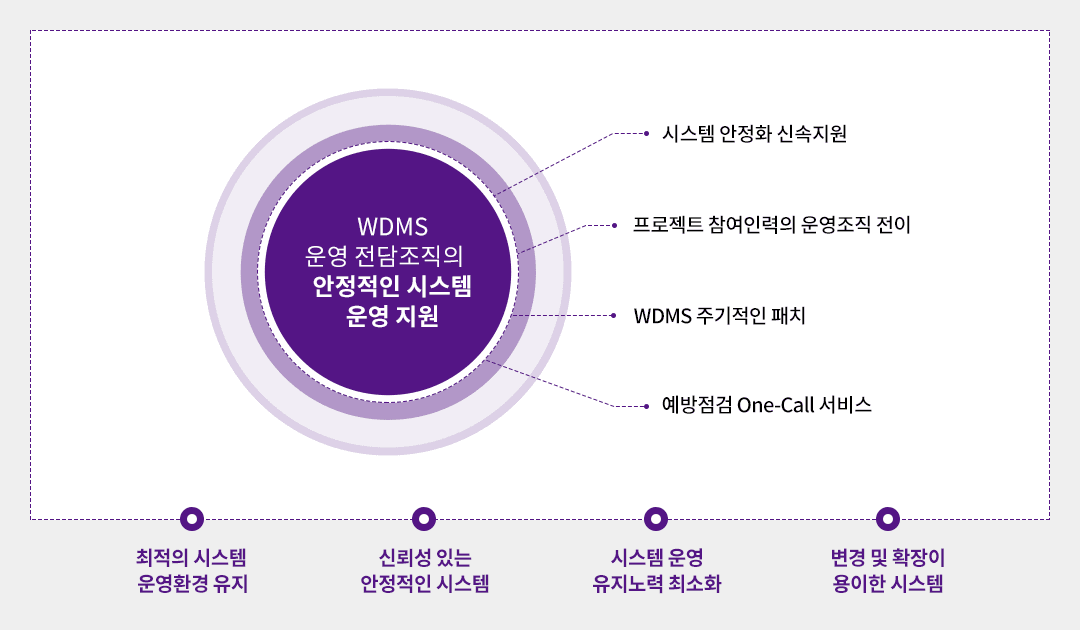 WDMS
운영 전담조직의
안정적인 시스템
운영 지원
시스템 안정화 신속지원
프로젝트 참여인력의 운영조직 전이
WDMS 주기적인 패치
예방점검 One-Call 서비스
최적의 시스템
운영환경 유지
신뢰성 있는
안정적인 시스템
시스템 운영
유지노력 최소화
변경 및 확장이
용이한 시스템